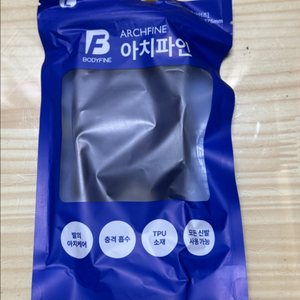 L
B
BODYFINE
ARCHFINE
아치파인
발의
아치케어
충격 흡수
TPU
소재
모든 신발
사용가능